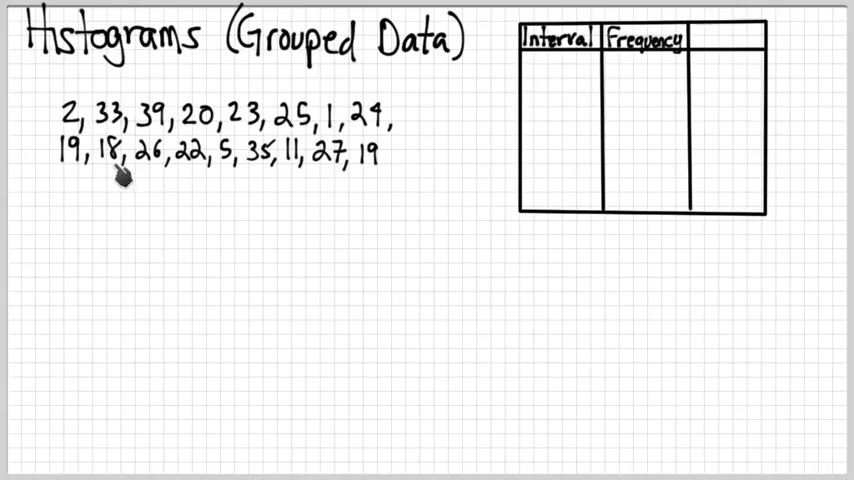 Histograms (Grouped Data)
Interval Frequency
2, 33, 39, 20, 23, 25, 1, 24,
19, 18, 26, 22, 5, 35, 11, 27, 19